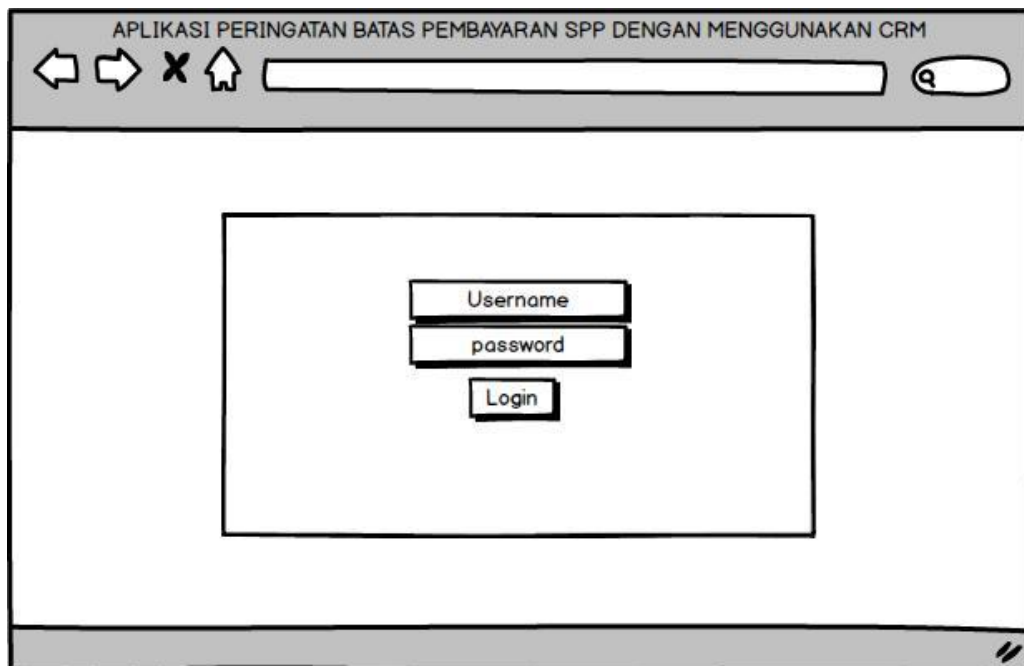 APLIKASI PERINGATAN BATAS PEMBAYARAN SPP DENGAN MENGGUNAKAN CRM
Username
password
Login